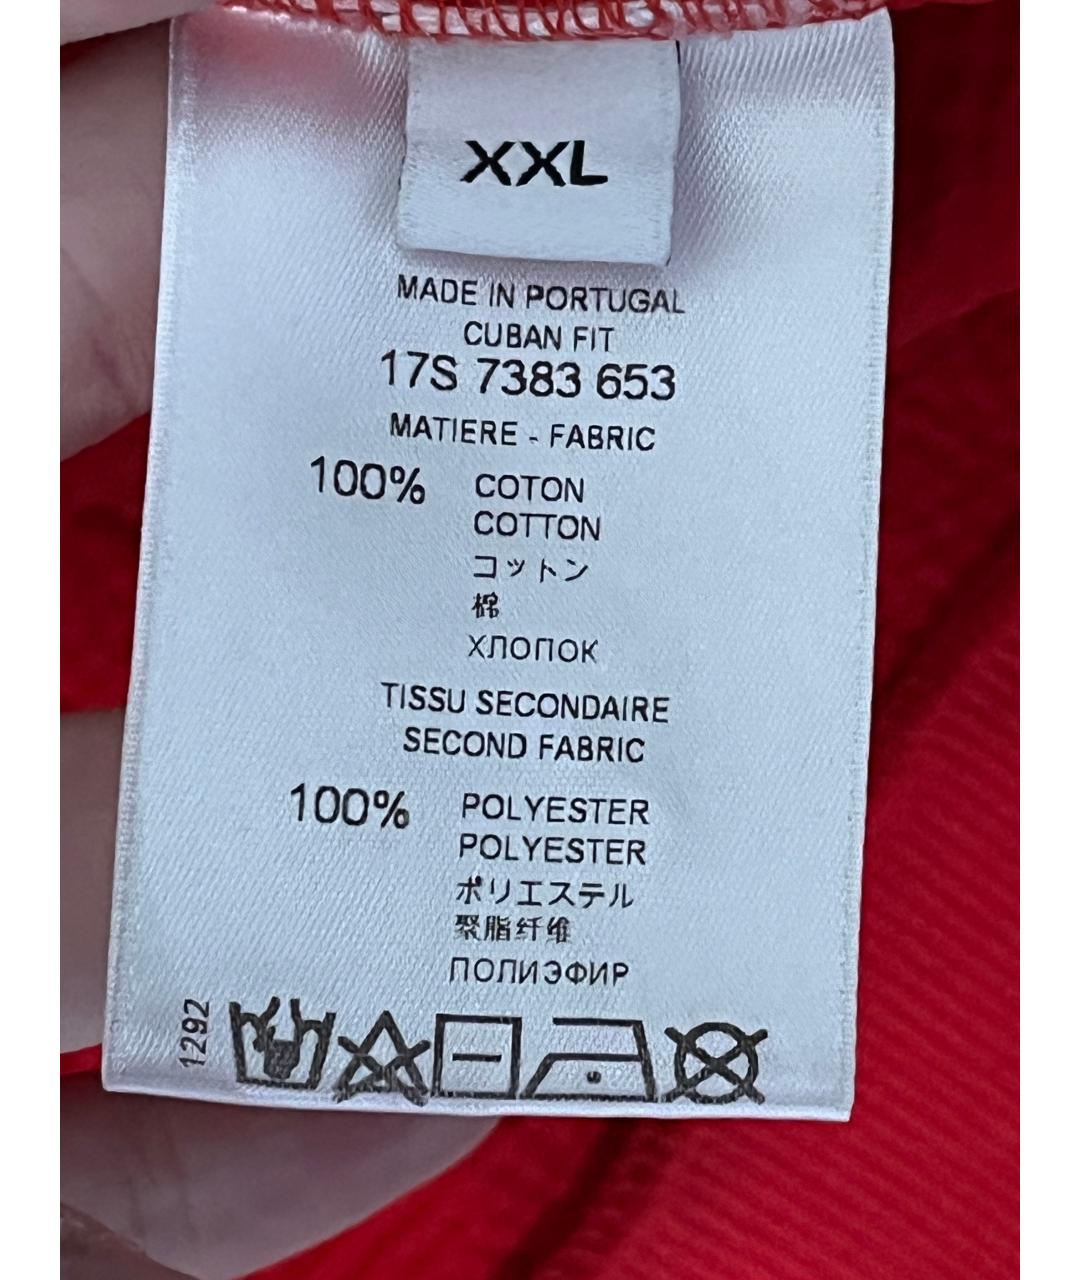 XXL
MADE IN PORTUGAL
CUBAN FIT
17S 7383 653
MATIERE - FABRIC
100% COTON
COTTON
コットン
棉
ХЛОПОК
TISSU SECONDAIRE
SECOND FABRIC
100% POLYESTER
POLYESTER
ポリエステル
聚脂纤维
ПОЛИЭФИР
1292